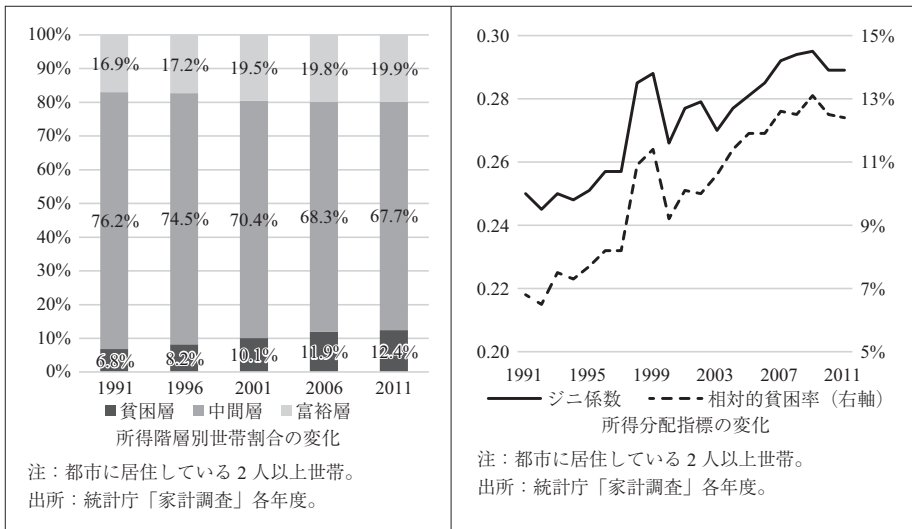 100%
90%
80%
70%
60%
50%
40%
30%
20%
10%
0%
16.9% 17.2% 19.5% 19.8% 19.9%
76.2% 74.5% 70.4% 68.3% 67.7%
6.8% 8.2% 10.1% 11.9% 12.4%
1991 1996 2001 2006 2011
■貧困層 ■中間層 ■富裕層
所得階層別世帯割合の変化
注：都市に居住している 2 人以上世帯。
出所：統計庁「家計調査」各年度。
0.30 15%
0.28 13%
0.26 11%
0.24 9%
0.22 7%
0.20 5%
1991 1995 1999 2003 2007 2011
ジニ係数 相対的貧困率（右軸）
所得分配指標の変化
注：都市に居住している 2 人以上世帯。
出所：統計庁「家計調査」各年度。